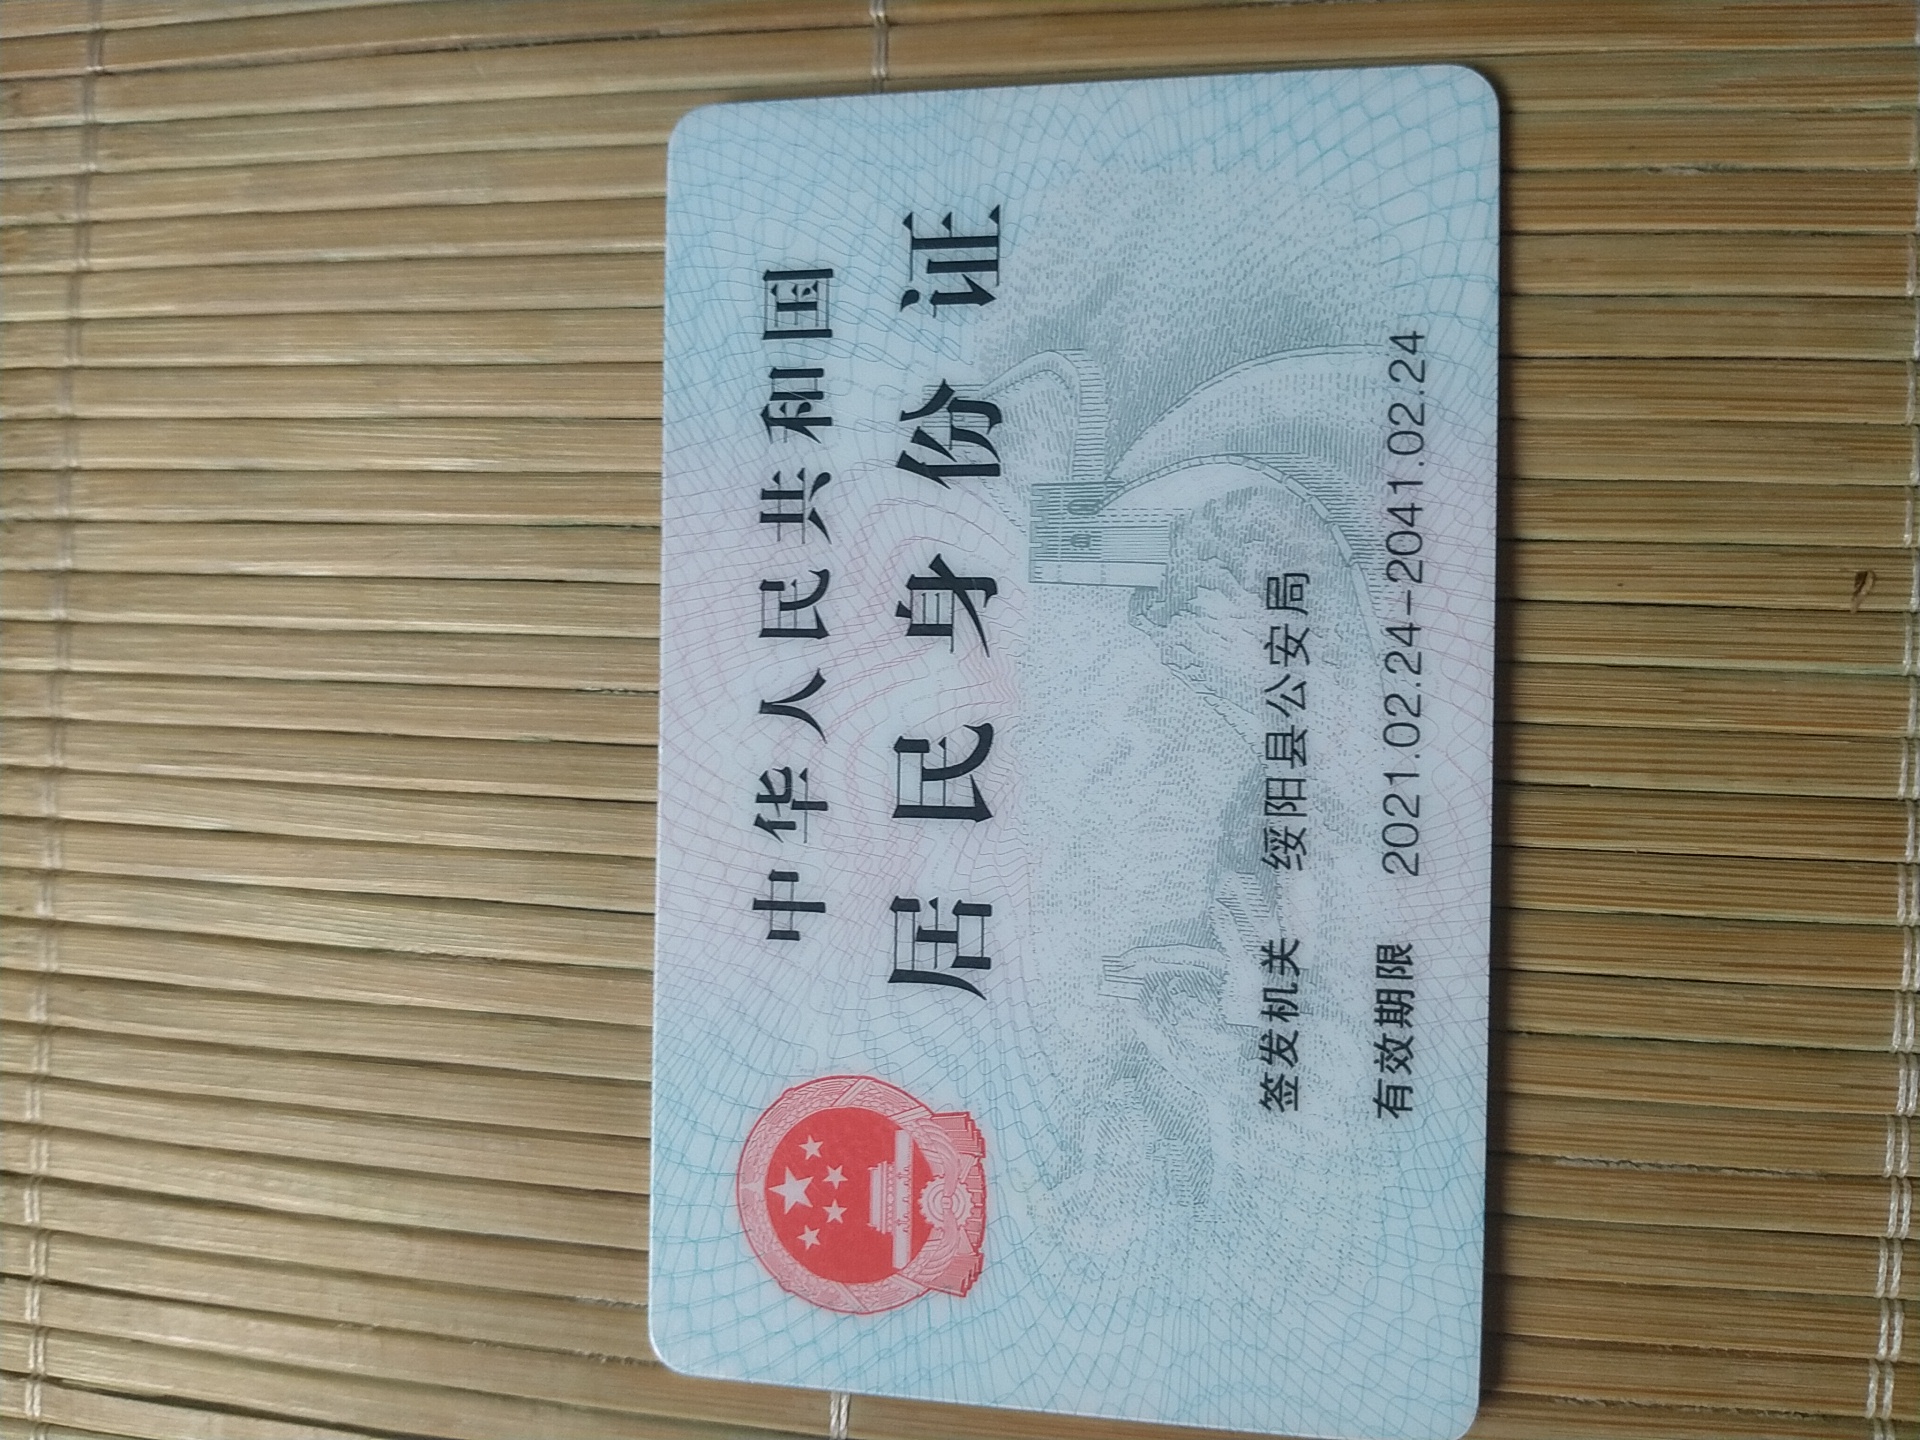 中华人民共和国
居民身份证
签发机关 绥阳县公安局
有效期限 2021.02.24-2041.02.24